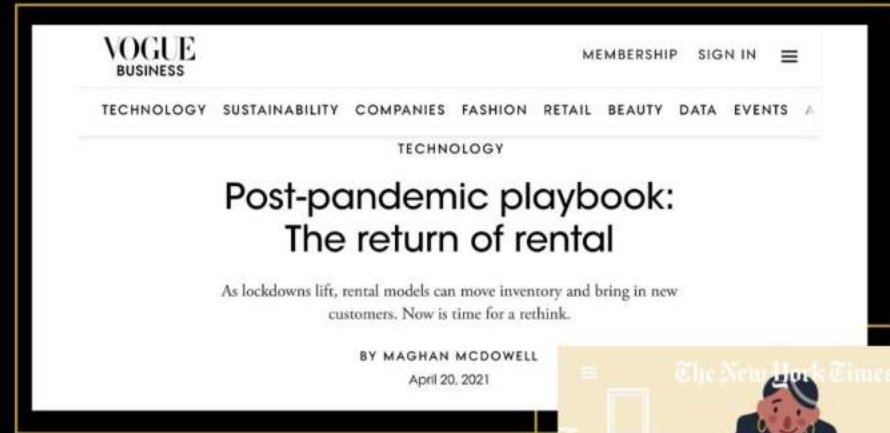 VOGUE
BUSINESS
MEMBERSHIP SIGN IN
TECHNOLOGY SUSTAINABILITY COMPANIES FASHION RETAIL BEAUTY DATA EVENTS A
TECHNOLOGY
Post-pandemic playbook:
The return of rental
As lockdowns lift, rental models can move inventory and bring in new
customers. Now is time for a rethink.
BY MAGHAN MCDOWELL
April 20, 2021
The New York Times